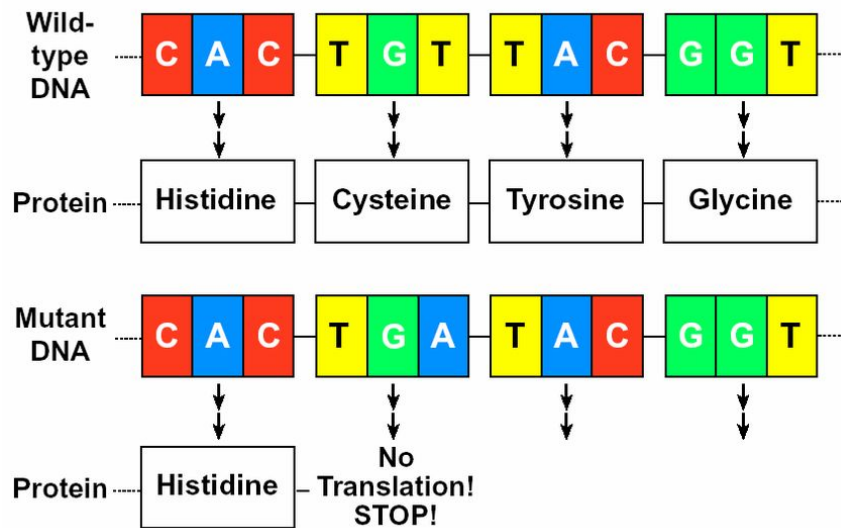 Wild-
type
DNA
C A C T G T T A C G G T
Protein
Histidine Cysteine Tyrosine Glycine
Mutant
DNA
C A C T G A T A C G G T
Protein
Histidine
No
Translation!
STOP!